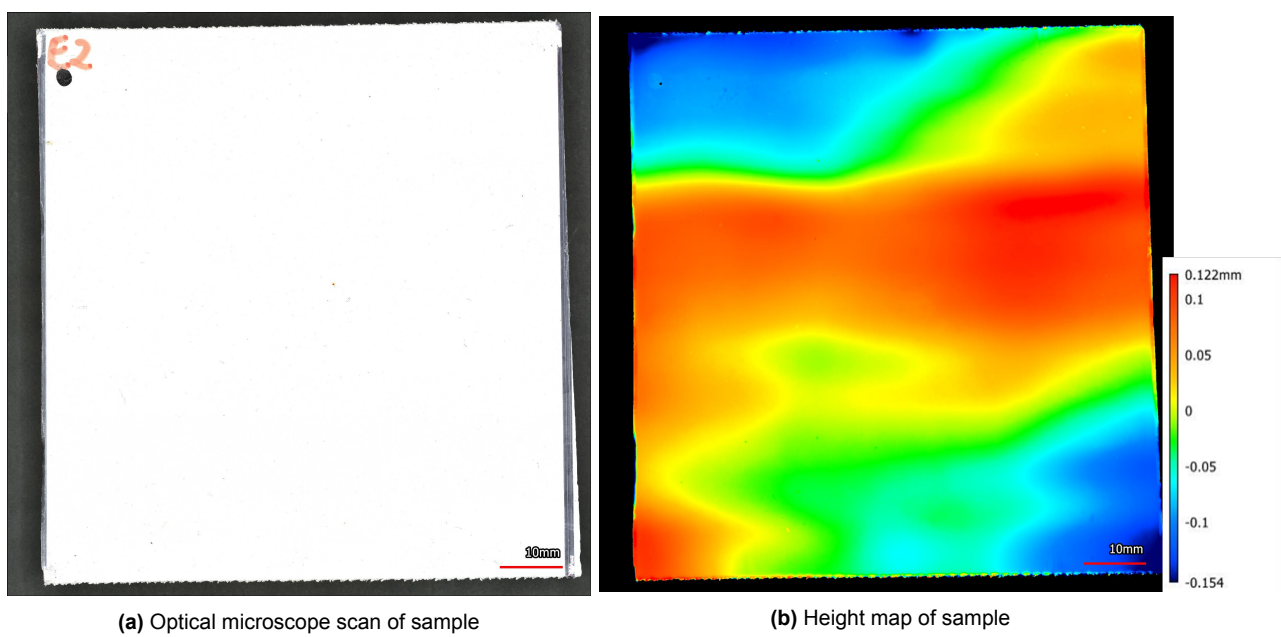 E2
10mm
0.122mm
0.1
0.05
0
-0.05
-0.1
-0.154
10mm
(a) Optical microscope scan of sample
(b) Height map of sample